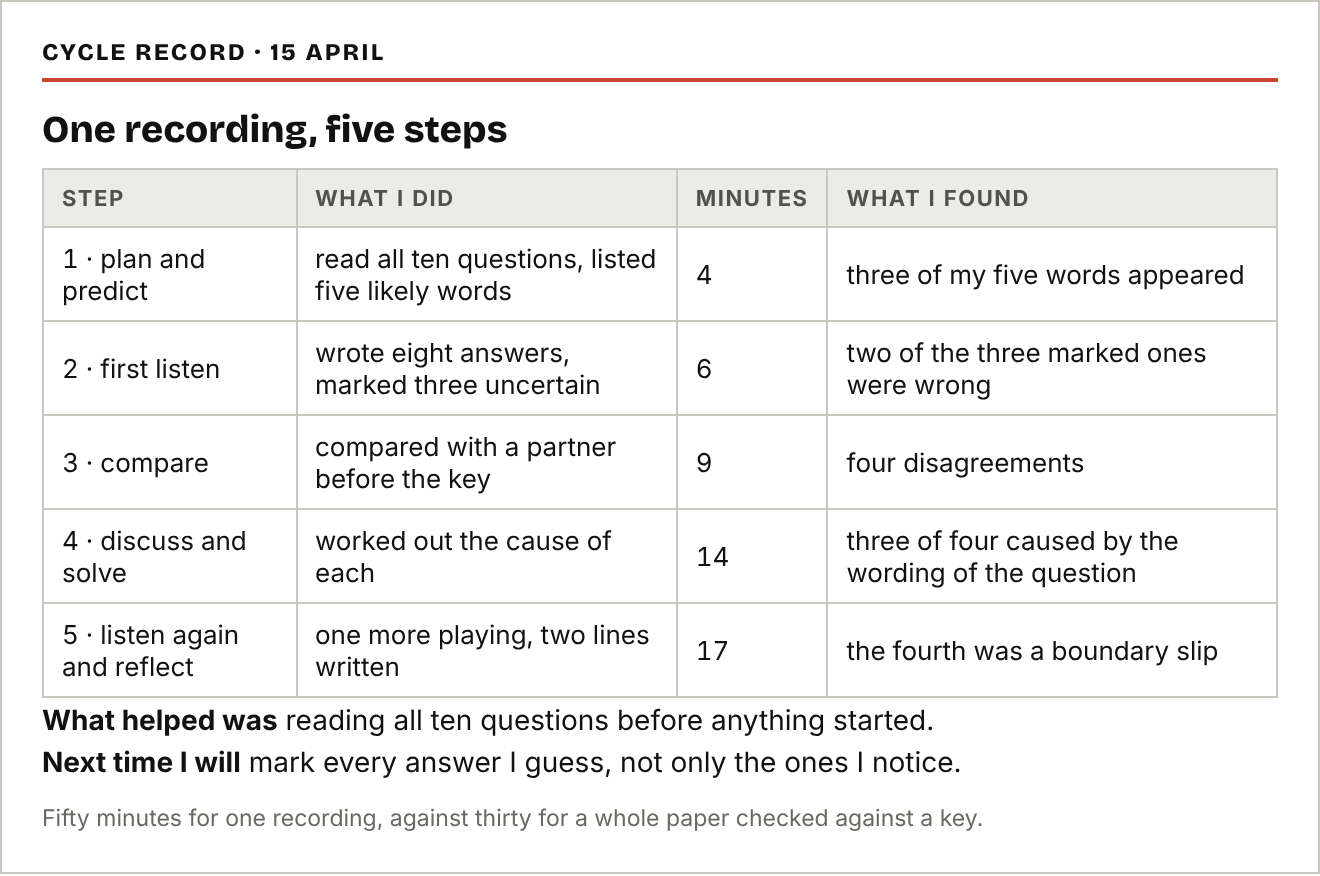 CYCLE RECORD · 15 APRIL
One recording, five steps
STEP WHAT I DID MINUTES WHAT I FOUND
1 · plan and predict read all ten questions, listed five likely words 4 three of my five words appeared
2 · first listen wrote eight answers, marked three uncertain 6 two of the three marked ones were wrong
3 · compare compared with a partner before the key 9 four disagreements
4 · discuss and solve worked out the cause of each 14 three of four caused by the wording of the question
5 · listen again and reflect one more playing, two lines written 17 the fourth was a boundary slip
What helped was reading all ten questions before anything started.
Next time I will mark every answer I guess, not only the ones I notice.
Fifty minutes for one recording, against thirty for a whole paper checked against a key.